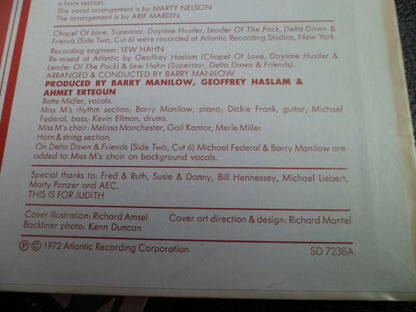 a horn section.
The vocal arrangement is by MARTY NELSON
The arrangement is by ARIF MARDIN
Chapel Of Love, Superstar, Daytime Hustler, Leader Of The Pack, Delta Dawn &
Friends (Side Two, Cut 6) were recorded at Atlantic Recording Studios, New York.
Recording engineer: LEW HAHN
Re-mixed at Atlantic by Geoffrey Haslam (Chapel Of Love, Daytime Hustler &
Leader Of The Pack) & Lew Hahn (Superstar, Delta Dawn & Friends).
ARRANGED & CONDUCTED BY BARRY MANILOW
PRODUCED BY BARRY MANILOW, GEOFFREY HASLAM &
AHMET ERTEGUN
Bette Midler, vocals.
Miss M's rhythm section: Barry Manilow, piano; Dickie Frank, guitar; Michael
Federal, bass; Kevin Ellman, drums.
Miss M's choir: Melissa Manchester, Gail Kantor, Merle Miller
Horn & string section.
On Delta Dawn & Friends (Side Two, Cut 6) Michael Federal & Barry Manilow are
added to Miss M's choir on background vocals.
Special thanks to: Fred & Ruth, Susie & Danny, Bill Hennessey, Michael Liebert,
Marty Panzer and AEC.
THIS IS FOR JUDITH
Cover illustration: Richard Amsel Cover art direction & design: Richard Mantel
Backliner photo: Kenn Duncan
Ⓟ © 1972 Atlantic Recording Corporation SD 7238A